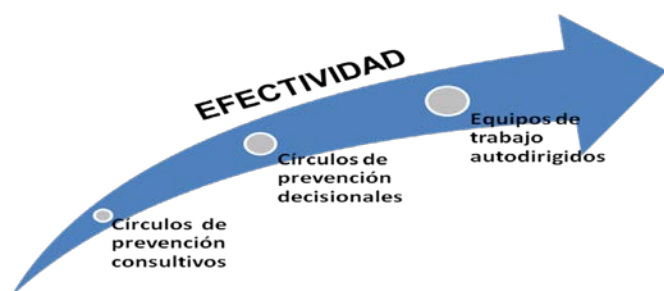 EFECTIVIDAD
Equipos de
trabajo
autodirigidos
Círculos de
prevención
decisionales
Círculos de
prevención
consultivos